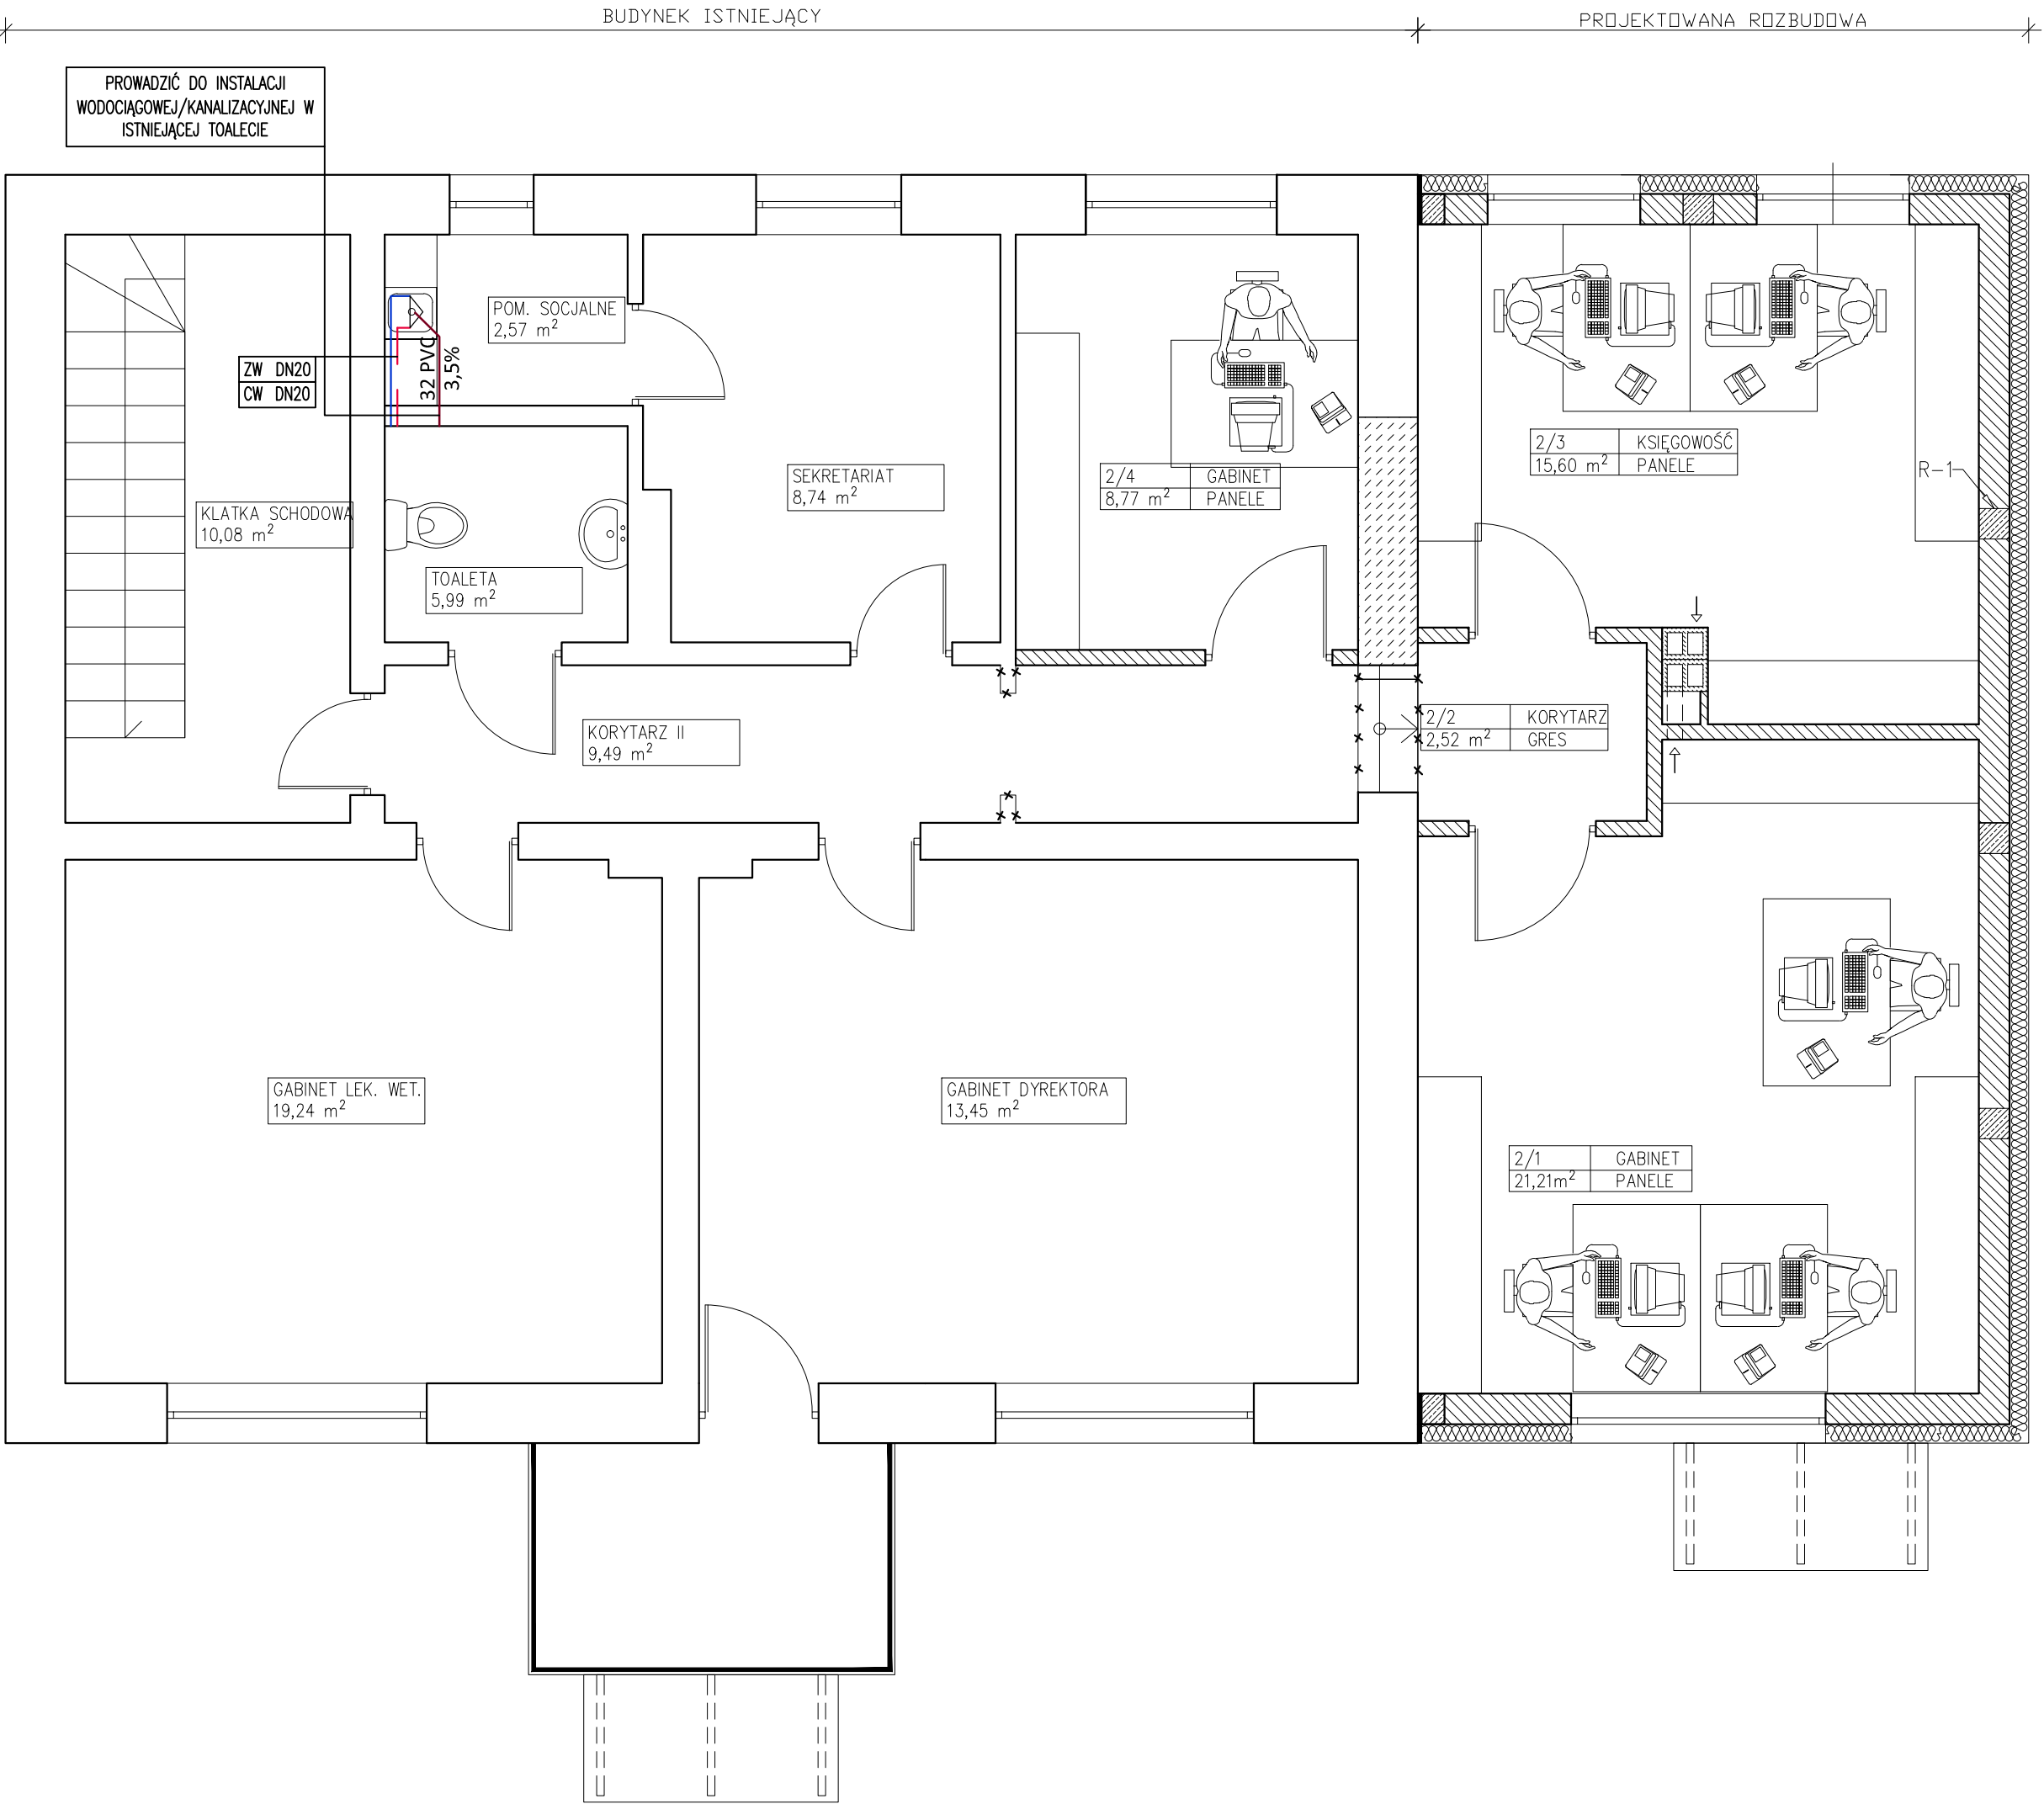 BUDYNEK ISTNIEJĄCY
PROJEKTOWANA ROZBUDOWA
PROWADZIĆ DO INSTALACJI
WODOCIĄGOWEJ/KANALIZACYJNEJ W
ISTNIEJĄCEJ TOALECIE
POM. SOCJALNE
2,57 m²
ZW DN20
CW DN20
32 PVC
3,5%
SEKRETARIAT
8,74 m²
2/4 GABINET
8,77 m² PANELE
2/3 KSIĘGOWOŚĆ
15,60 m² PANELE
R-1
KLATKA SCHODOWA
10,08 m²
TOALETA
5,99 m²
KORYTARZ II
9,49 m²
2/2 KORYTARZ
2,52 m² GRES
GABINET LEK. WET.
19,24 m²
GABINET DYREKTORA
13,45 m²
2/1 GABINET
21,21m² PANELE